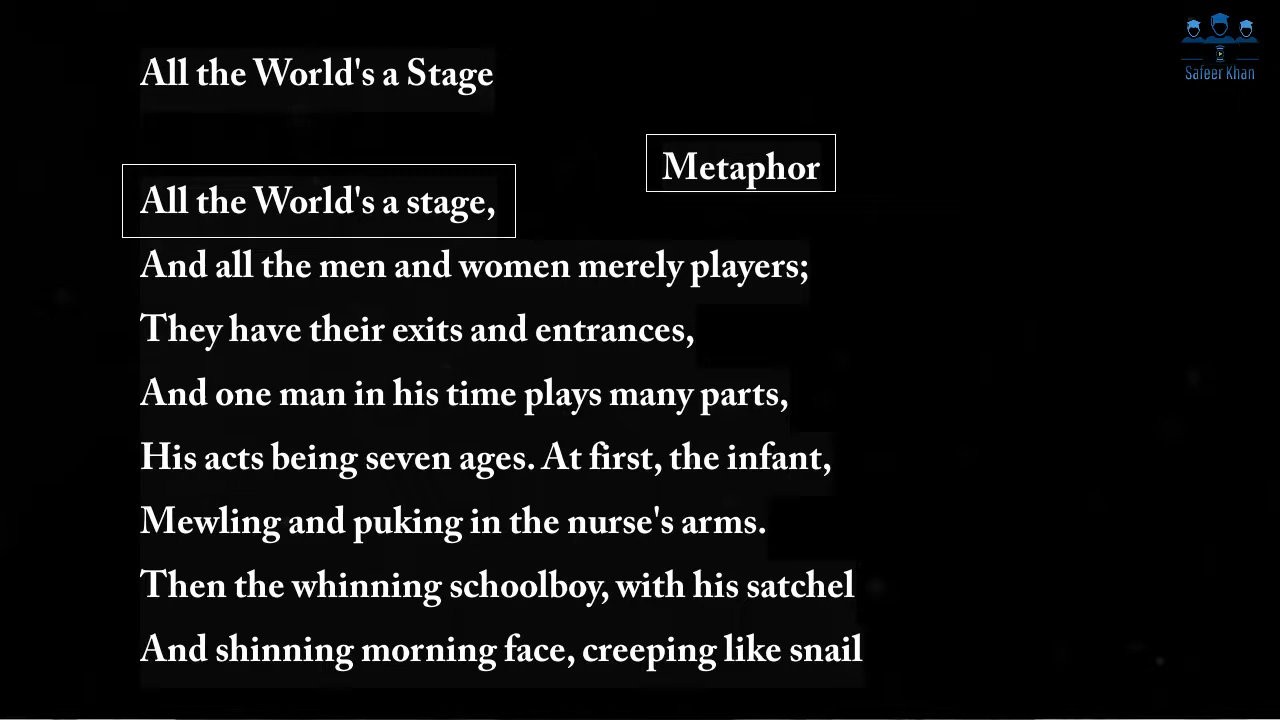 Safeer Khan
All the World's a Stage
Metaphor
All the World's a stage,
And all the men and women merely players;
They have their exits and entrances,
And one man in his time plays many parts,
His acts being seven ages. At first, the infant,
Mewling and puking in the nurse's arms.
Then the whinning schoolboy, with his satchel
And shinning morning face, creeping like snail